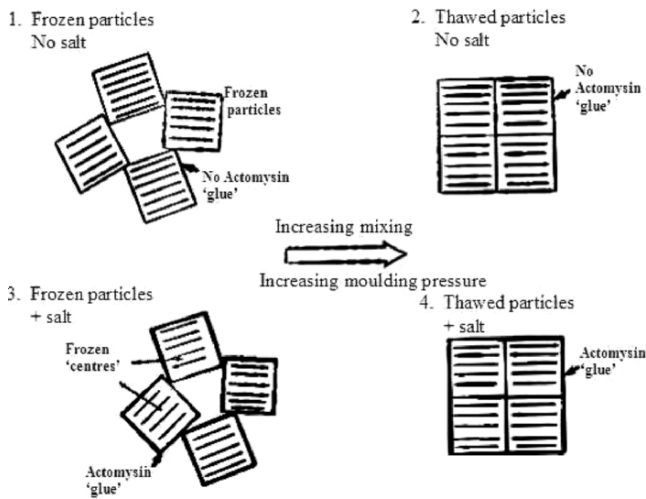 1. Frozen particles
No salt
Frozen
particles
No Actomysin
'glue'
2. Thawed particles
No salt
No
Actomysin
'glue'
Increasing mixing
Increasing moulding pressure
3. Frozen particles
+ salt
Frozen
'centres'
Actomysin
'glue'
4. Thawed particles
+ salt
Actomysin
'glue'